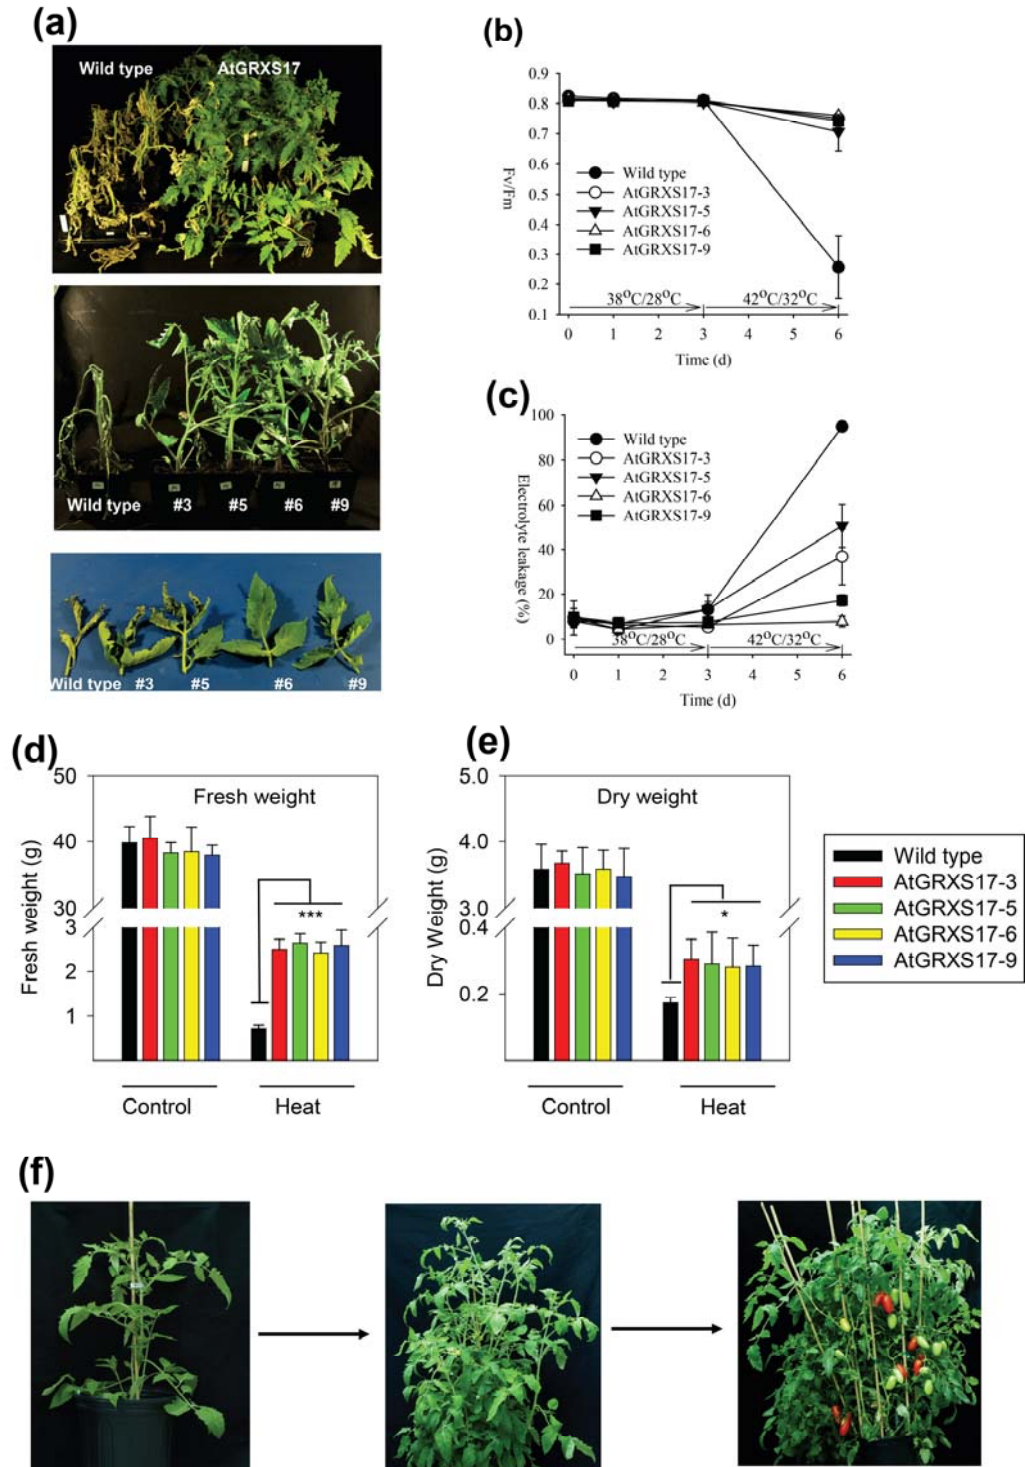 (a)
Wild type AtGRXS17
Wild type #3 #5 #6 #9
Wild type #3 #5 #6 #9
(b)
Fv/Fm
0.9
0.8
0.7
0.6
0.5
0.4
0.3
0.2
0.1
Wild type
AtGRXS17-3
AtGRXS17-5
AtGRXS17-6
AtGRXS17-9
38°C/28°C 42°C/32°C
0 1 2 3 4 5 6
Time (d)
(c)
Electrolyte leakage (%)
100
80
60
40
20
0
Wild type
AtGRXS17-3
AtGRXS17-5
AtGRXS17-6
AtGRXS17-9
38°C/28°C 42°C/32°C
0 1 2 3 4 5 6
Time (d)
(d)
Fresh weight (g)
50
40
30
3
2
1
Fresh weight
***
Control Heat
(e)
Dry Weight (g)
5.0
4.0
3.0
0.4
0.2
Dry weight
*
Control Heat
Wild type
AtGRXS17-3
AtGRXS17-5
AtGRXS17-6
AtGRXS17-9
(f)